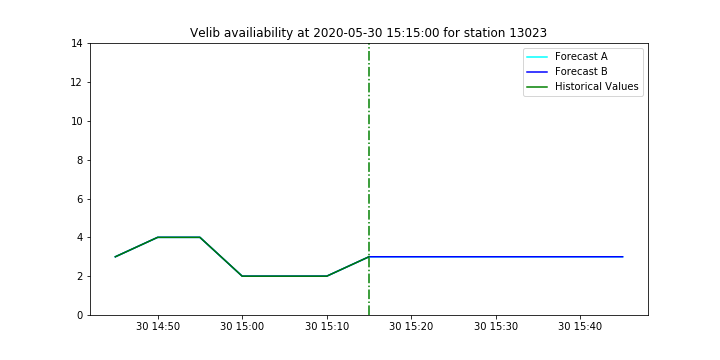 Velib availiability at 2020-05-30 15:15:00 for station 13023
14
12
10
8
6
4
2
0
Forecast A
Forecast B
Historical Values
30 14:50 30 15:00 30 15:10 30 15:20 30 15:30 30 15:40